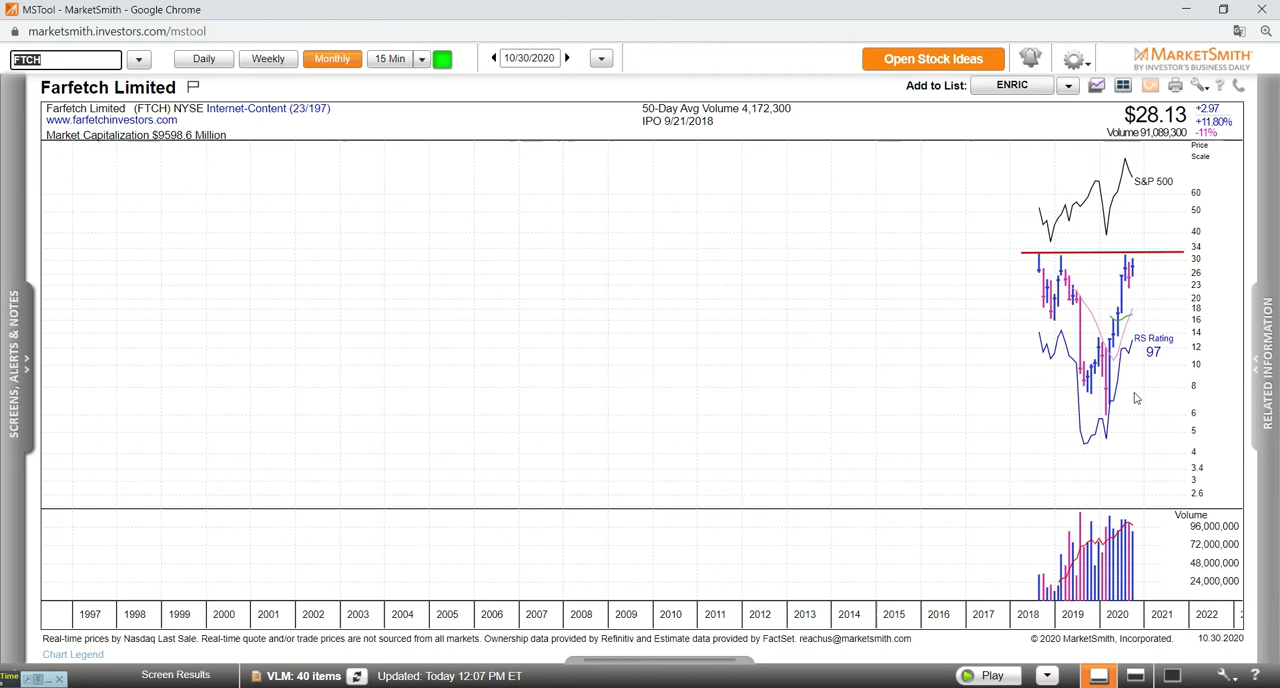 MSTool - MarketSmith - Google Chrome
marketsmith.investors.com/mstool
FTCH Daily Weekly Monthly 15 Min 10/30/2020 Open Stock Ideas MARKETSMITH
BY INVESTOR'S BUSINESS DAILY
Farfetch Limited Add to List: ENRIC
Farfetch Limited (FTCH) NYSE Internet-Content (23/197) 50-Day Avg Volume 4,172,300 $28.13 +2.97
www.farfetchinvestors.com IPO 9/21/2018 +11.80%
Market Capitalization $9598.6 Million Volume 91,089,300 -11%
Price
Scale
S&P 500
60
50
40
34
30
26
23
20
18
16
14
RS Rating
12
97
10
8
6
5
4
3.4
3
2.6
Volume
96,000,000
72,000,000
48,000,000
24,000,000
1997 1998 1999 2000 2001 2002 2003 2004 2005 2006 2007 2008 2009 2010 2011 2012 2013 2014 2015 2016 2017 2018 2019 2020 2021 2022 2
Real-time prices by Nasdaq Last Sale. Real-time quote and/or trade prices are not sourced from all markets. Ownership data provided by Refinitiv and Estimate data provided by FactSet. reachus@marketsmith.com © 2020 MarketSmith, Incorporated. 10.30.2020
Chart Legend
SCREENS, ALERTS & NOTES
RELATED INFORMATION
Time Screen Results VLM: 40 items Updated: Today 12:07 PM ET Play